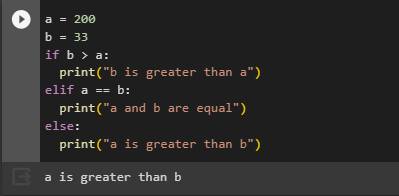 a = 200
b = 33
if b > a:
  print("b is greater than a")
elif a == b:
  print("a and b are equal")
else:
  print("a is greater than b")
a is greater than b